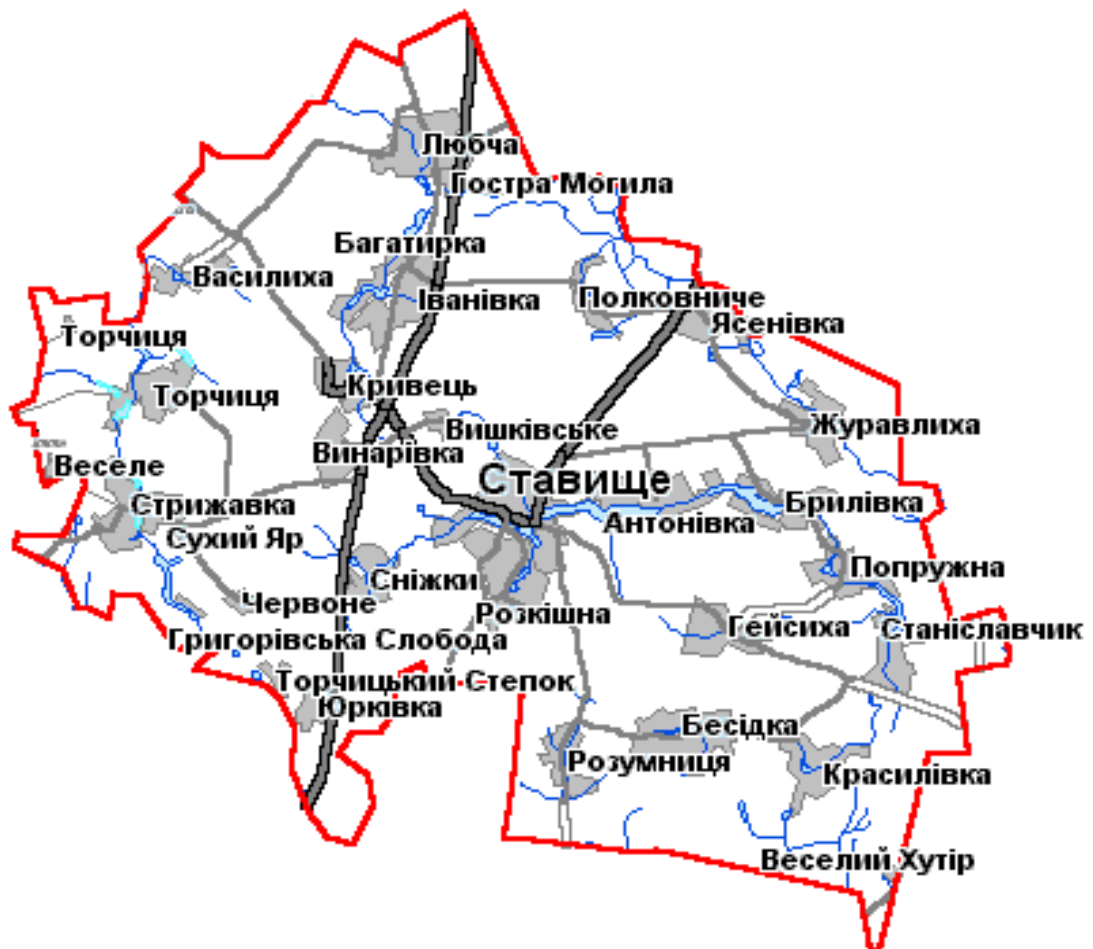 Любча
Гостра Могила
Багатирка
Василиха
Іванівка
Полковниче
Ясенівка
Торчиця
Кривець
Торчиця
Журавлиха
Вишківське
Винарівка
Веселе
Ставище
Стрижавка
Брилівка
Антонівка
Сухий Яр
Попружна
Сніжки
Червоне
Розкішна
Гейсиха
Станіславчик
Григорівська Слобода
Торчицький Степок
Юрківка
Бесідка
Розумниця
Красилівка
Веселий Хутір